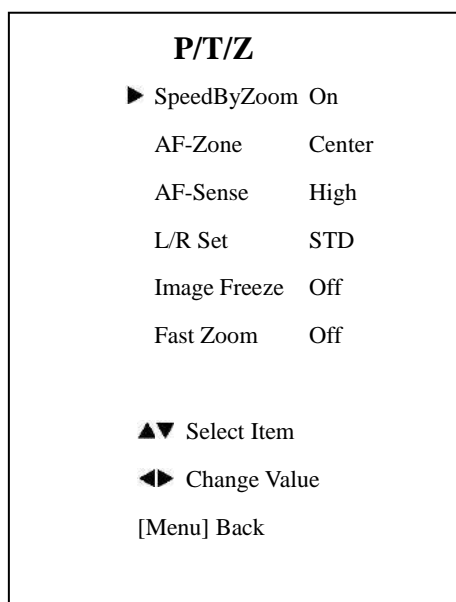 P/T/Z
▶ SpeedByZoom On
AF-Zone Center
AF-Sense High
L/R Set STD
Image Freeze Off
Fast Zoom Off
▲▼ Select Item
◀▶ Change Value
[Menu] Back